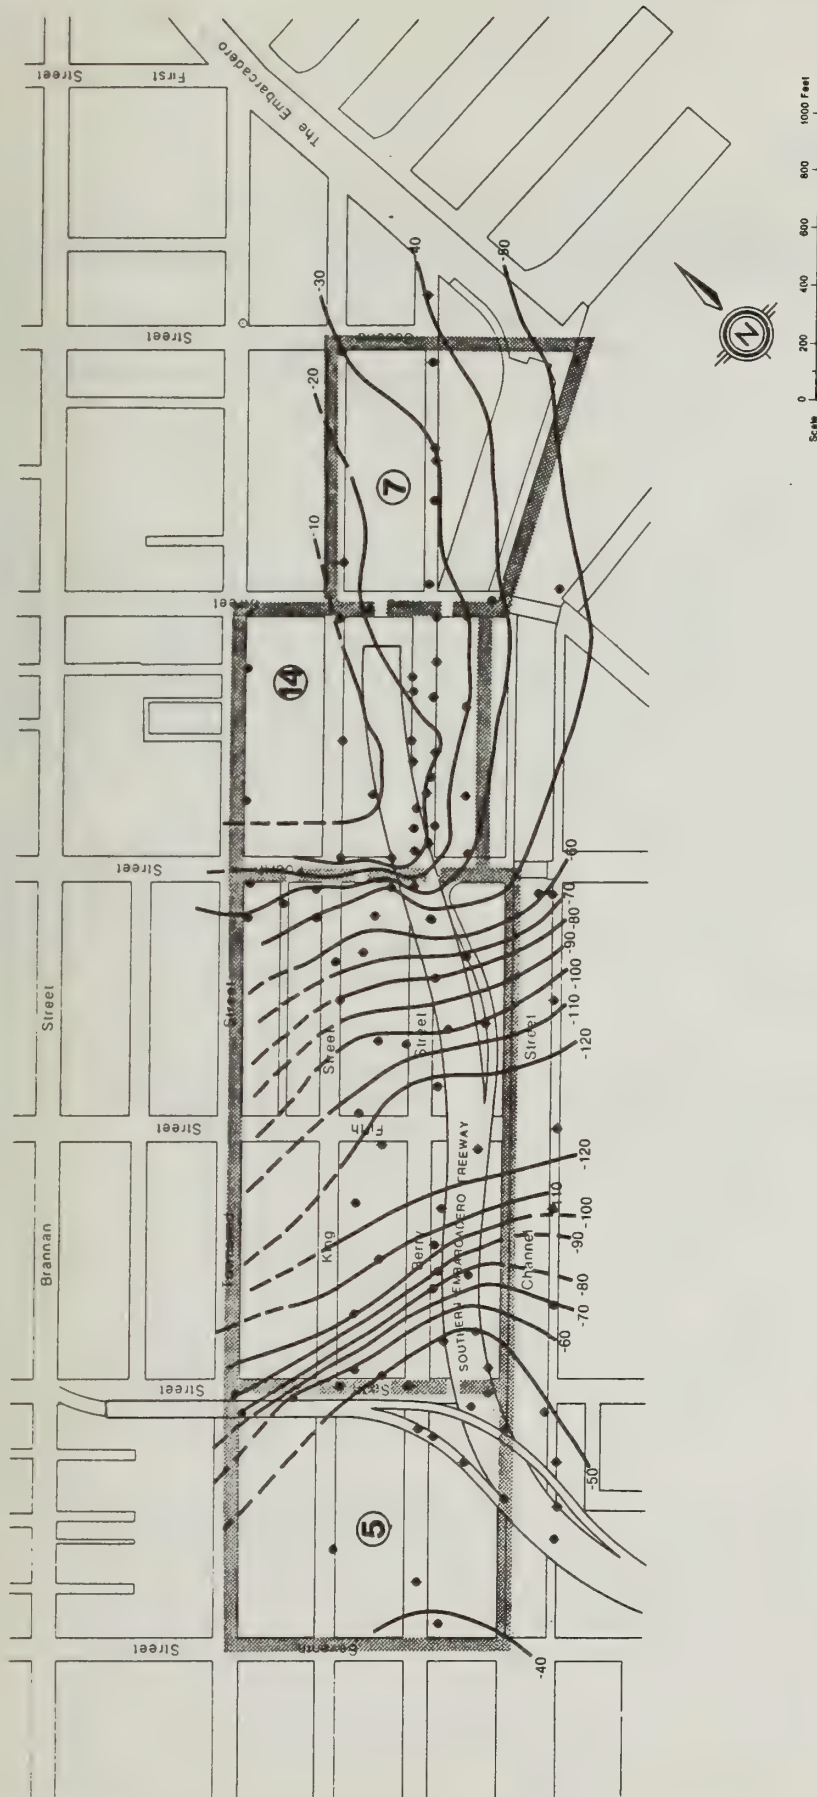 Street
First
The Embarcadero
Scale
0
200
400
600
800
1000 Feet
N
Street
Second
-30
-40
-50
-20
-10
7
Street
14
Street
Fourth
-60
-70
-80
-90
-100
-110
-120
Street
Street
Street
Street
Street
Street
Fifth
Brannan
Townsend
King
Berry
SOUTHERN EMBARCADERO FREEWAY
Channel
-120
-110
-100
-90
-80
-70
-60
-50
Street
Sixth
5
Street
Seventh
-40